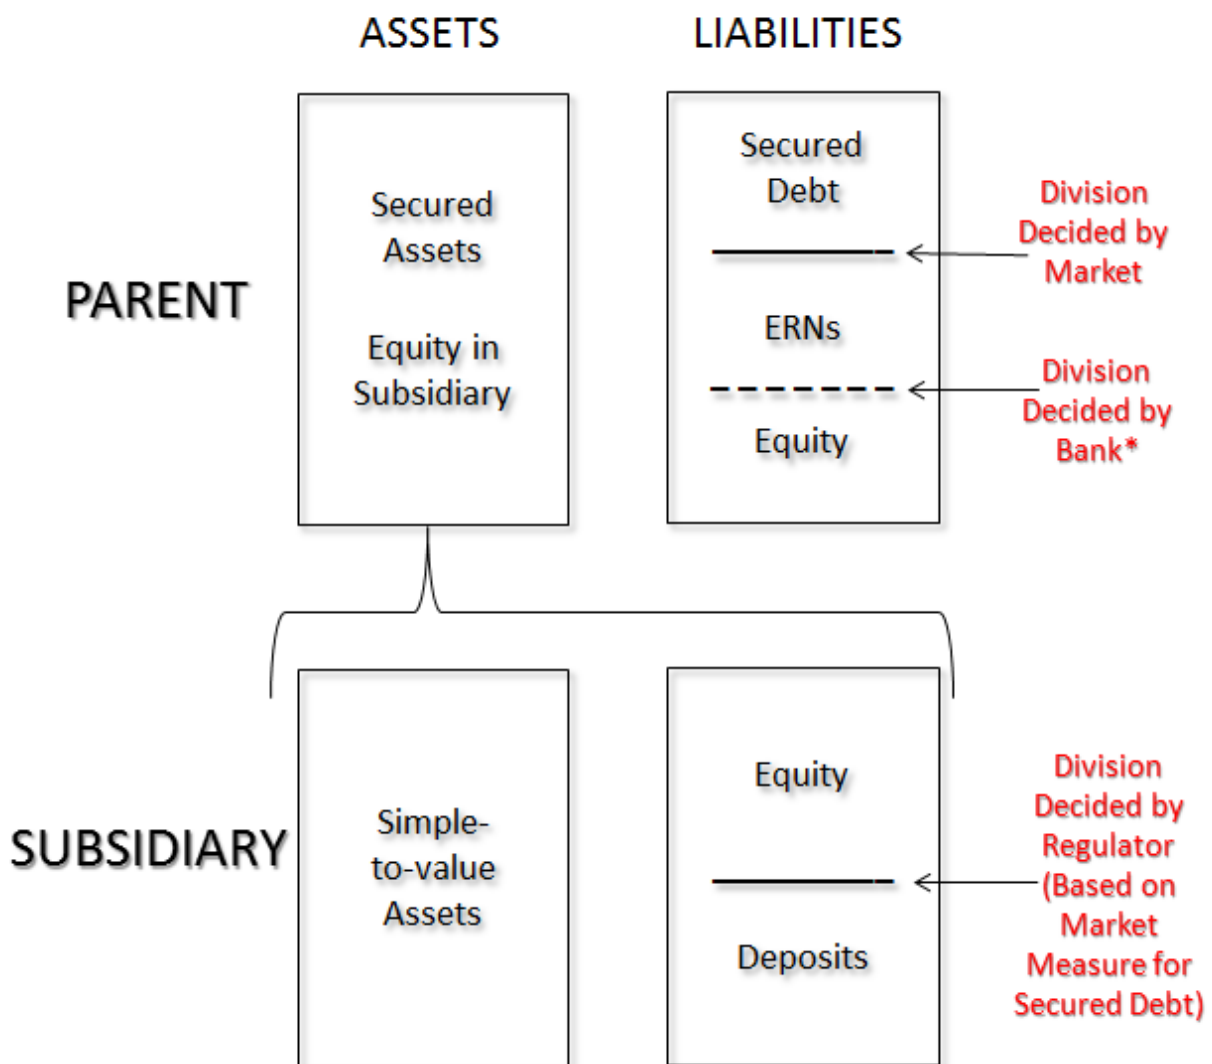 ASSETS
LIABILITIES
PARENT
Secured
Assets
Equity in
Subsidiary
Secured
Debt
ERNs
Equity
Division
Decided by
Market
Division
Decided by
Bank*
SUBSIDIARY
Simple-
to-value
Assets
Equity
Deposits
Division
Decided by
Regulator
(Based on
Market
Measure for
Secured Debt)